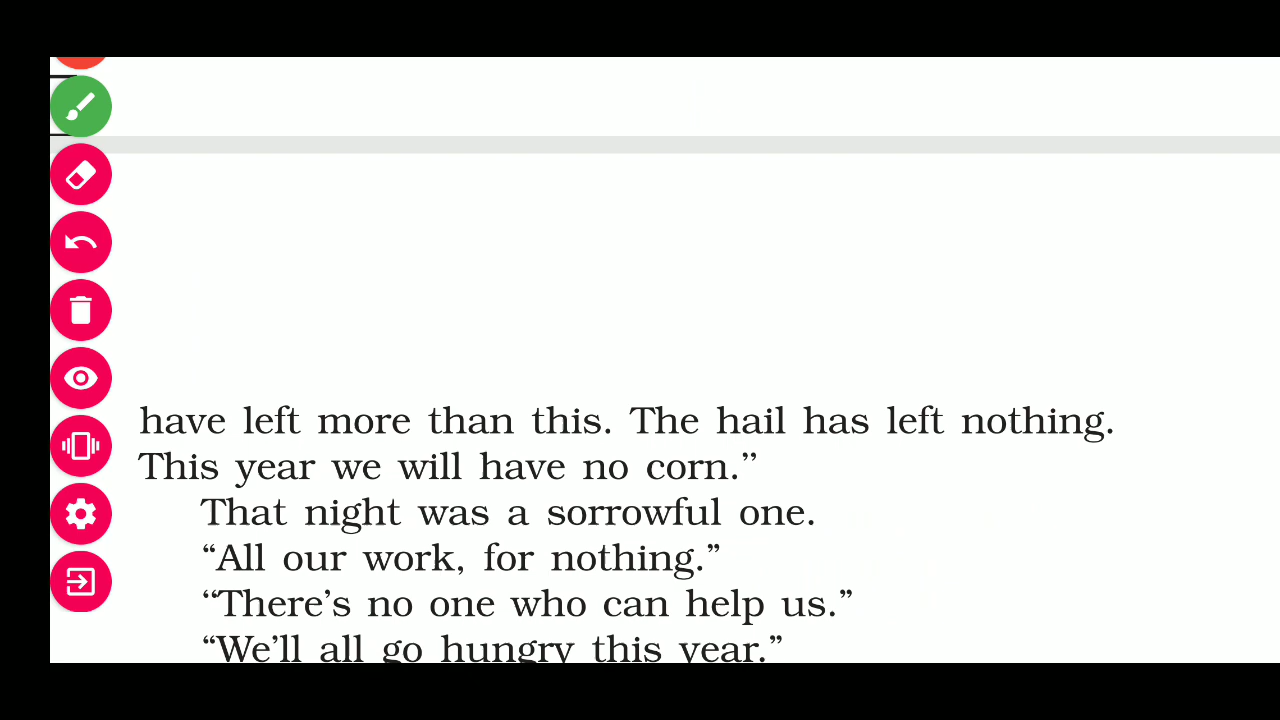 have left more than this. The hail has left nothing.
This year we will have no corn.”
That night was a sorrowful one.
“All our work, for nothing.”
“There’s no one who can help us.”
“We’ll all go hungry this year.”